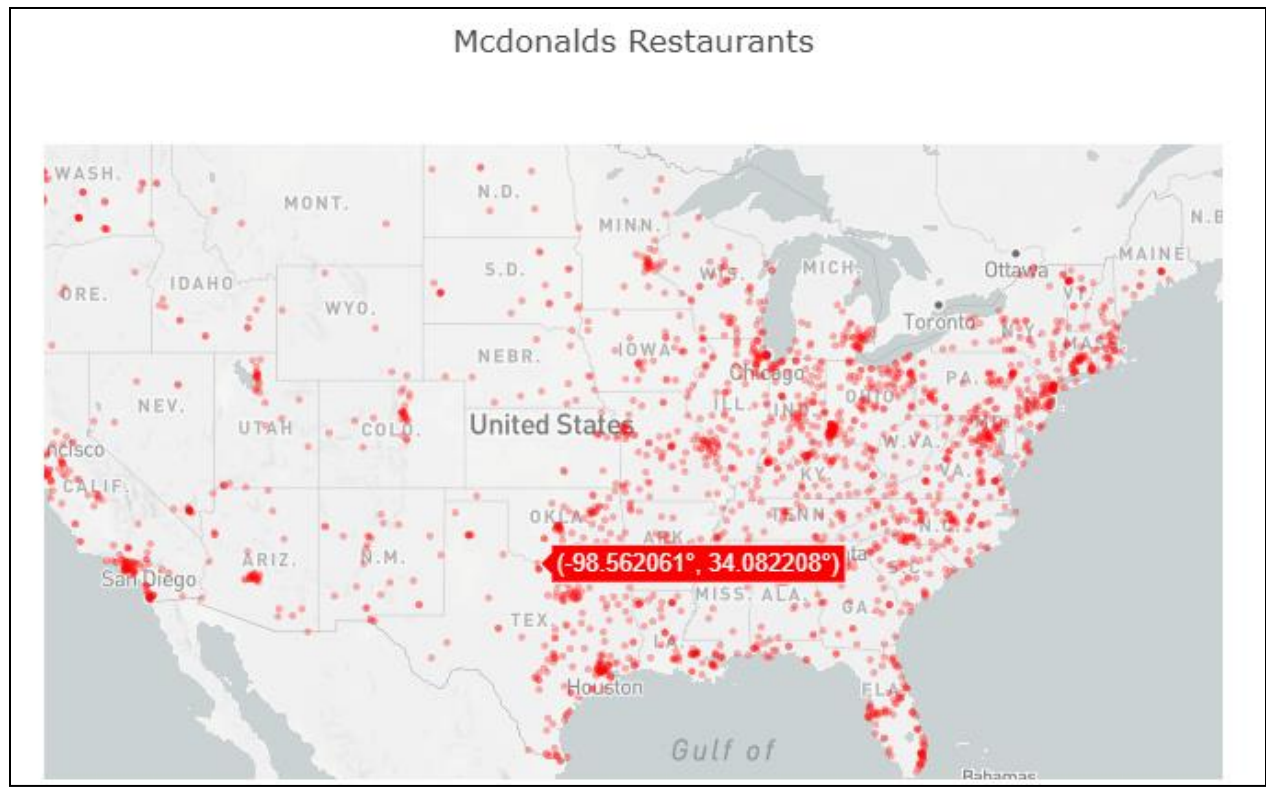 Mcdonalds Restaurants
WASH.
MONT.
N.D.
MINN.
N.B
MAINE
ORE.
IDAHO
S.D.
WIS.
MICH.
Ottawa
VT.
WYO.
Toronto
N.Y.
MASS.
NEBR.
IOWA
Chicago
PA.
NEV.
ILL.
IND.
OHIO
UTAH
COLO.
United States
MD.
W.VA.
ncisco
CALIF.
KY.
VA.
OKLA.
TENN.
N.C.
ARIZ.
N.M.
ARK.
(-98.562061°, 34.082208°)
ta
S.C.
San Diego
MISS.
ALA.
GA.
TEX.
LA.
Houston
FLA.
Gulf of
Bahamas